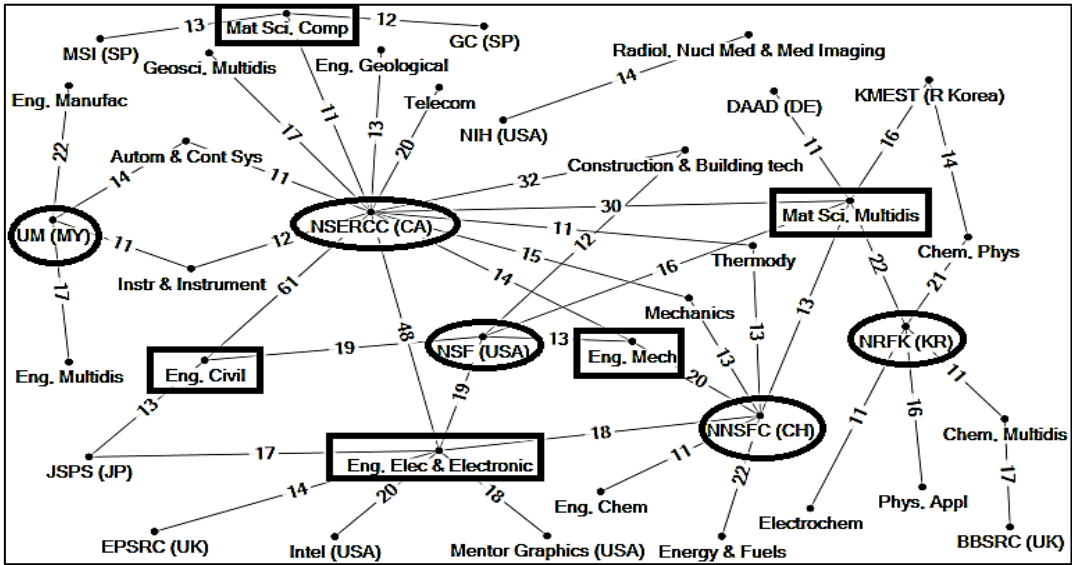 13
12
Mat Sci. Comp
MSI (SP)
GC (SP)
Radiol. Nucl Med & Med Imaging
Geosci. Multidis
Eng. Geological
14
Eng. Manufac
Telecom
DAAD (DE)
KMEST (R Korea)
11
13
17
20
NIH (USA)
22
11
16
14
Autom & Cont Sys
14
11
32
Construction & Building tech
30
Mat Sci. Multidis
UM (MY)
NSERCC (CA)
11
11
12
12
15
16
Thermody
22
Chem. Phys
Instr & Instrument
61
14
21
17
Mechanics
13
48
19
NSF (USA)
13
Eng. Mech
13
13
NRFK (KR)
Eng. Multidis
Eng. Civil
20
19
11
16
11
13
NNSFC (CH)
18
Chem. Multidis
JSPS (JP)
17
Eng. Elec & Electronic
11
22
17
14
20
18
Eng. Chem
Phys. Appl
Electrochem
EPSRC (UK)
Intel (USA)
Mentor Graphics (USA)
Energy & Fuels
BBSRC (UK)